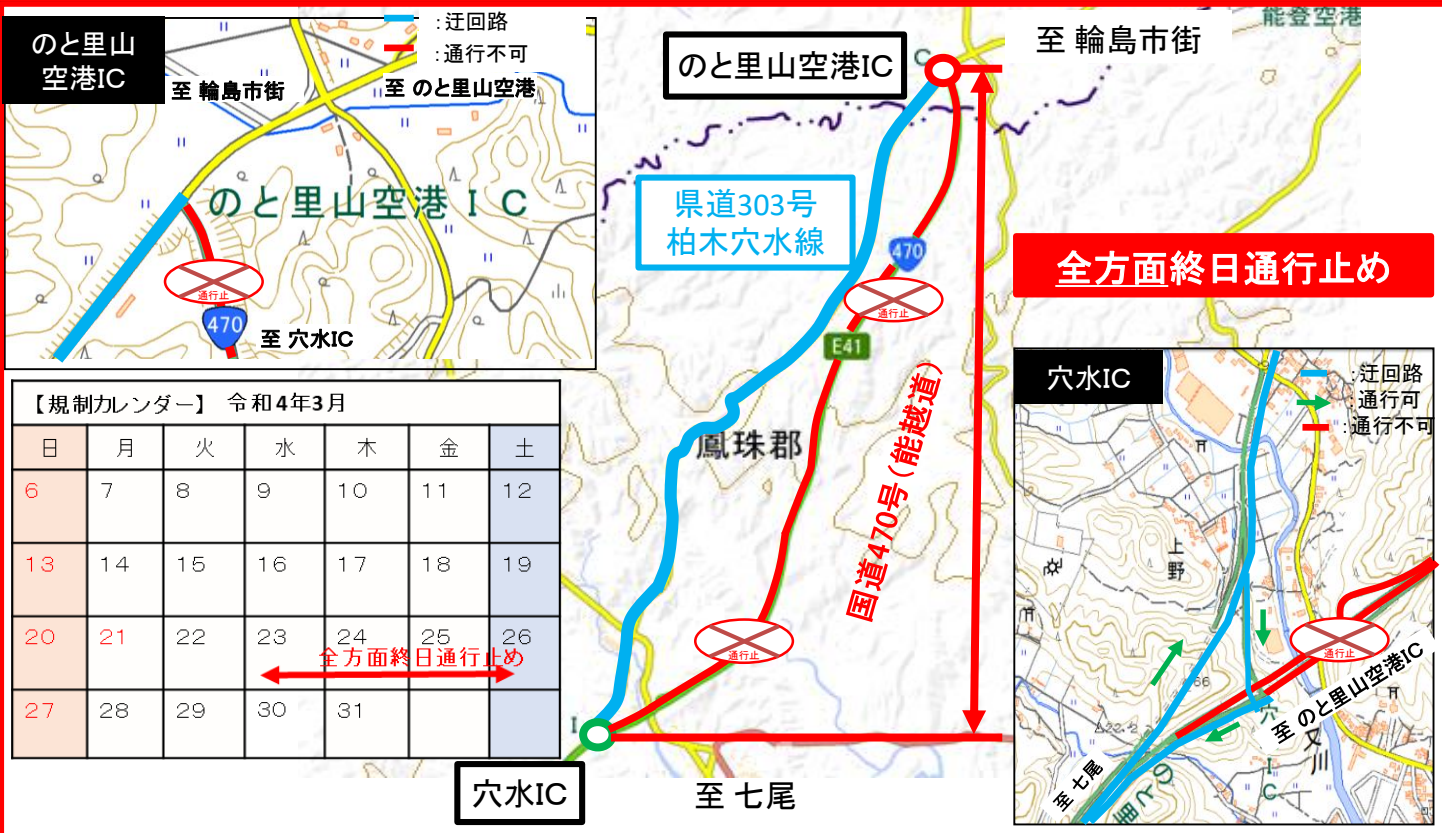 のと里山
空港IC
:迂回路
:通行不可
至 輪島市街
至 のと里山空港
のと里山空港IC
通行止
470
至 穴水IC
【規制カレンダー】 令和4年3月
日 月 火 水 木 金 土
6 7 8 9 10 11 12
13 14 15 16 17 18 19
20 21 22 23 24 25 26
全方面終日通行止め
27 28 29 30 31
のと里山空港IC
C
至 輪島市街
能登空港
県道303号
柏木穴水線
470
通行止
E41
鳳珠郡
国道470号(能越道)
通行止
I
穴水IC
至 七尾
全方面終日通行止め
穴水IC
:迂回路
:通行可
:通行不可
上野
通行止
66
22.2
至 のと里山空港IC
穴
I
C
又川
至 七尾
のと里